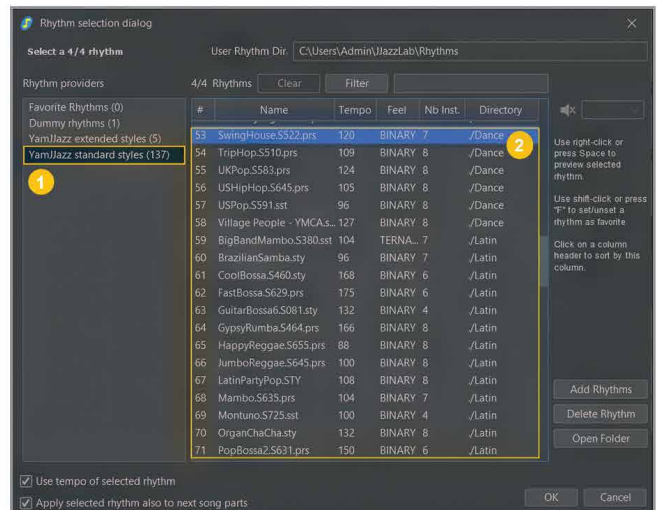 Rhythm selection dialog
Select a 4/4 rhythm
User Rhythm Dir. C:\Users\Admin\JJazzLab\Rhythms
Rhythm providers
4/4 Rhythms Clear Filter
Favorite Rhythms (0)
Dummy rhythms (1)
YamJJazz extended styles (5)
YamJJazz standard styles (137)
1
# Name Tempo Feel Nb Inst. Directory
53 SwingHouse.S522.prs 120 BINARY 7 ./Dance
2
54 TripHop.S510.prs 109 BINARY 8 ./Dance
55 UKPop.S583.prs 124 BINARY 8 ./Dance
56 USHipHop.S645.prs 105 BINARY 8 ./Dance
57 USPop.S591.sst 96 BINARY 8 ./Dance
58 Village People - YMCA.s... 127 BINARY 8 ./Dance
59 BigBandMambo.S380.sst 104 TERNA... 7 ./Latin
60 BrazilianSamba.sty 96 BINARY 7 ./Latin
61 CoolBossa.S460.sty 168 BINARY 6 ./Latin
62 FastBossa.S629.prs 175 BINARY 6 ./Latin
63 GuitarBossa6.S081.sty 132 BINARY 4 ./Latin
64 GypsyRumba.S464.prs 166 BINARY 8 ./Latin
65 HappyReggae.S655.prs 88 BINARY 8 ./Latin
66 JumboReggae.S645.prs 100 BINARY 8 ./Latin
67 LatinPartyPop.STY 108 BINARY 8 ./Latin
68 Mambo.S635.prs 104 BINARY 7 ./Latin
69 Montuno.S725.sst 100 BINARY 4 ./Latin
70 OrganChaCha.sty 132 BINARY 8 ./Latin
71 PopBossa2.S631.prs 150 BINARY 6 ./Latin
Use right-click or
press Space to
preview selected
rhythm.
Use shift-click or press
"F" to set/unset a
rhythm as favorite
Click on a column
header to sort by this
column.
Add Rhythms
Delete Rhythm
Open Folder
Use tempo of selected rhythm
Apply selected rhythm also to next song parts
OK Cancel